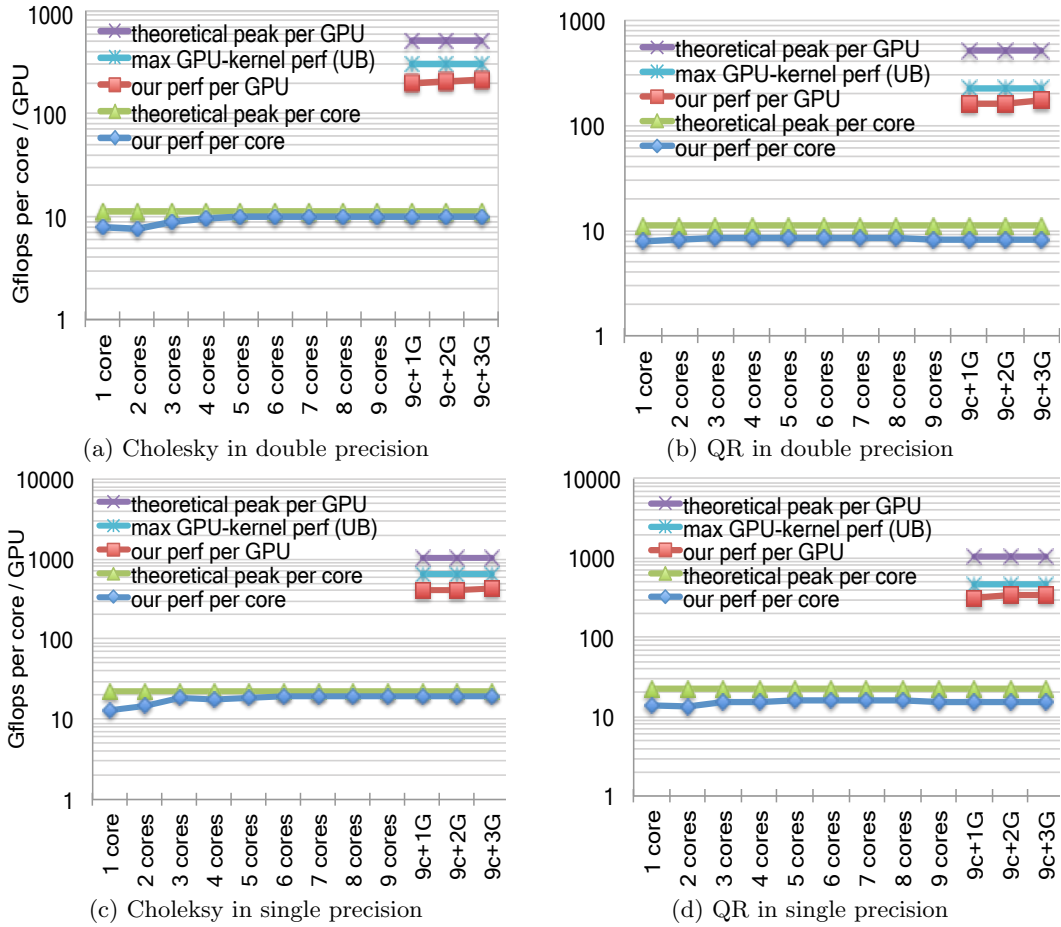 1000
100
10
1
Gflops per core / GPU
theoretical peak per GPU
max GPU-kernel perf (UB)
our perf per GPU
theoretical peak per core
our perf per core
1 core
2 cores
3 cores
4 cores
5 cores
6 cores
7 cores
8 cores
9 cores
9c+1G
9c+2G
9c+3G
(a) Cholesky in double precision
1000
100
10
1
theoretical peak per GPU
max GPU-kernel perf (UB)
our perf per GPU
theoretical peak per core
our perf per core
1 core
2 cores
3 cores
4 cores
5 cores
6 cores
7 cores
8 cores
9 cores
9c+1G
9c+2G
9c+3G
(b) QR in double precision
10000
1000
100
10
1
Gflops per core / GPU
theoretical peak per GPU
max GPU-kernel perf (UB)
our perf per GPU
theoretical peak per core
our perf per core
1 core
2 cores
3 cores
4 cores
5 cores
6 cores
7 cores
8 cores
9 cores
9c+1G
9c+2G
9c+3G
(c) Choleksy in single precision
10000
1000
100
10
1
theoretical peak per GPU
max GPU-kernel perf (UB)
our perf per GPU
theoretical peak per core
our perf per core
1 core
2 cores
3 cores
4 cores
5 cores
6 cores
7 cores
8 cores
9 cores
9c+1G
9c+2G
9c+3G
(d) QR in single precision